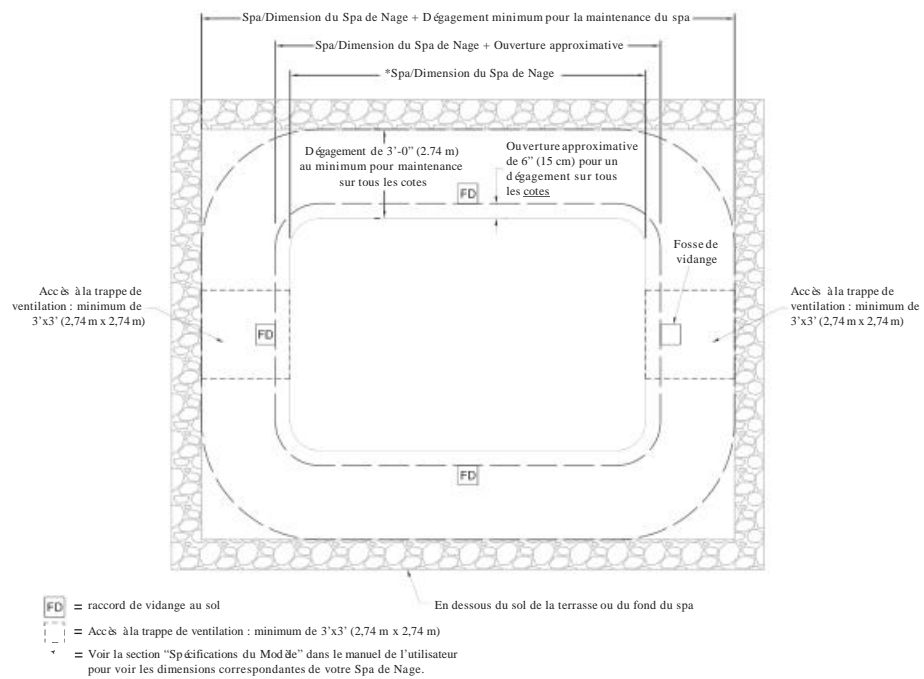 Spa/Dimension du Spa de Nage + Dégagement minimum pour la maintenance du spa
Spa/Dimension du Spa de Nage + Ouverture approximative
*Spa/Dimension du Spa de Nage
Dégagement de 3'-0" (2.74 m)
au minimum pour maintenance
sur tous les cotes
Ouverture approximative
de 6" (15 cm) pour un
dégagement sur tous
les cotes
FD
Fosse de
vidange
Accès à la trappe de
ventilation : minimum de
3'x3' (2,74 m x 2,74 m)
FD
Accès à la trappe de
ventilation : minimum de
3'x3' (2,74 m x 2,74 m)
FD
En dessous du sol de la terrasse ou du fond du spa
FD = raccord de vidange au sol
= Accès à la trappe de ventilation : minimum de 3'x3' (2,74 m x 2,74 m)
= Voir la section "Spécifications du Modèle" dans le manuel de l'utilisateur
pour voir les dimensions correspondantes de votre Spa de Nage.